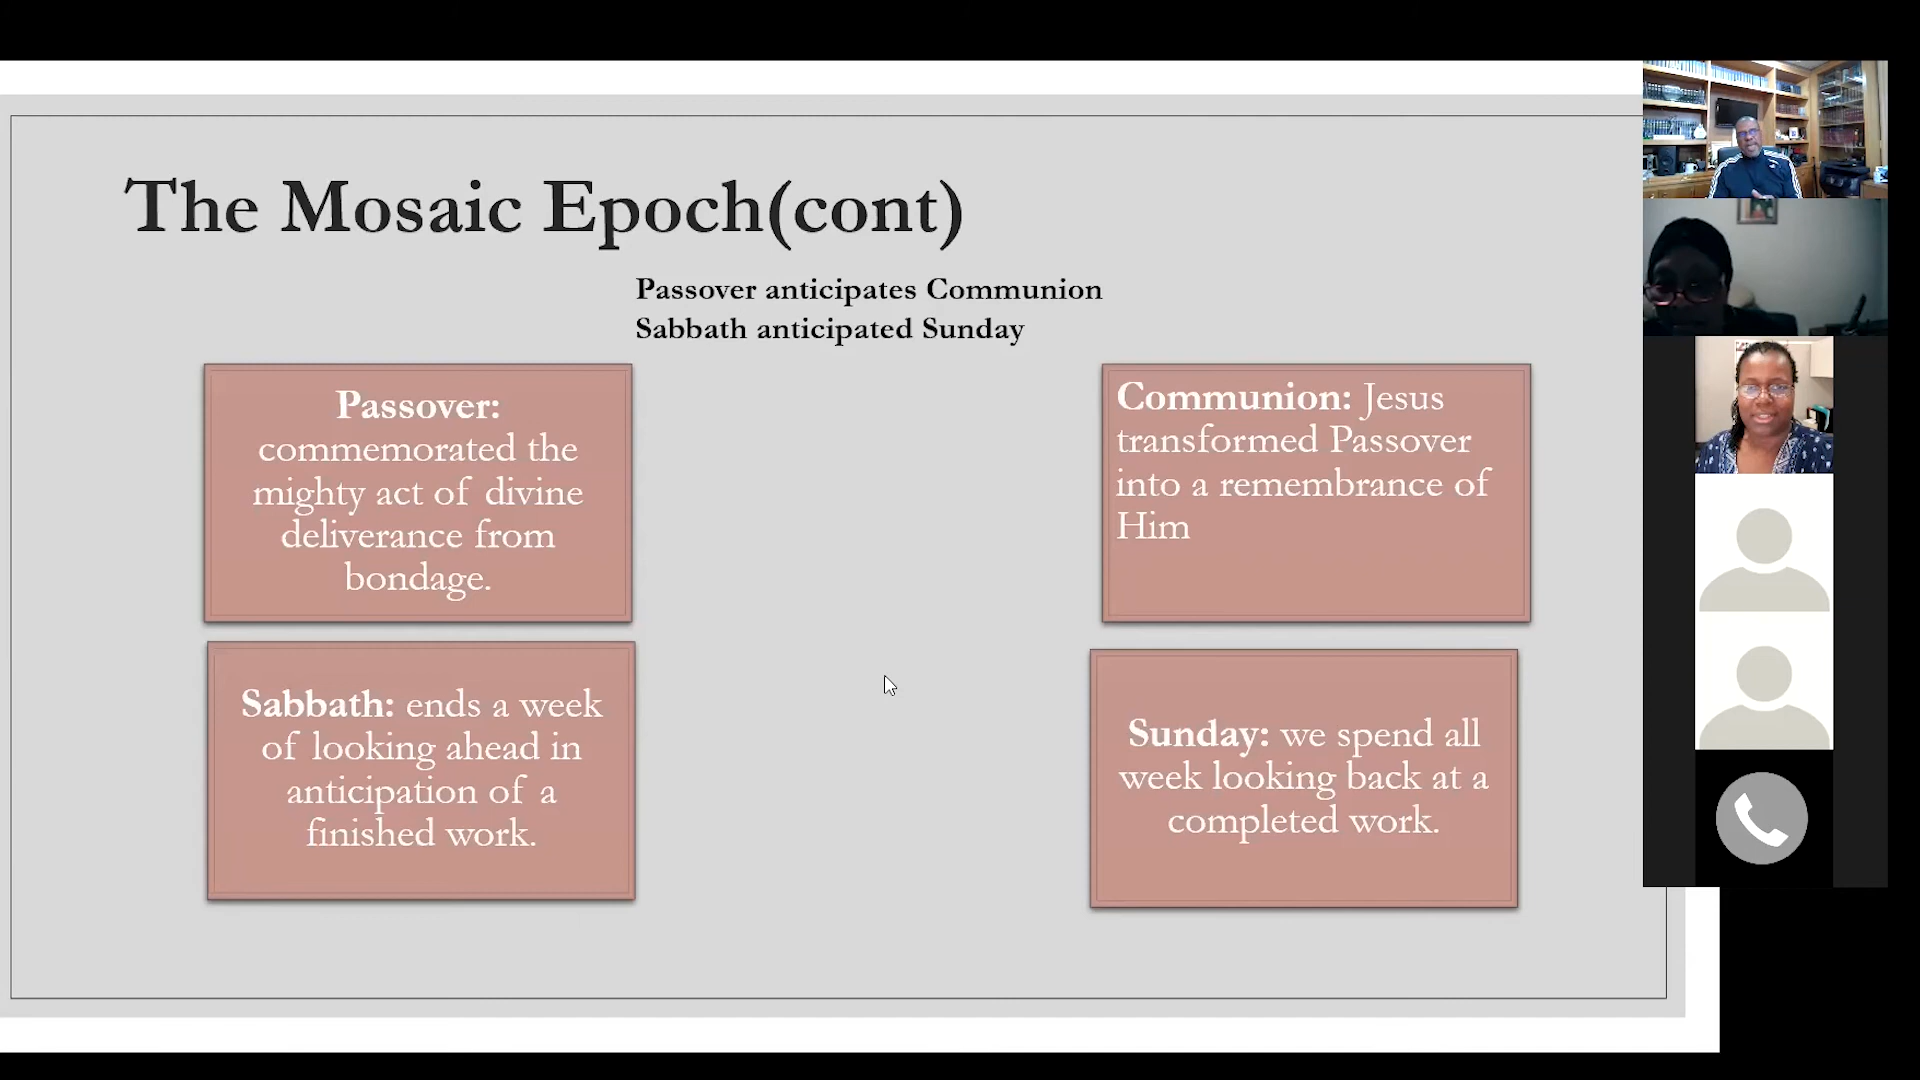 The Mosaic Epoch(cont)
Passover anticipates Communion
Sabbath anticipated Sunday
Passover:
commemorated the
mighty act of divine
deliverance from
bondage.
Communion: Jesus
transformed Passover
into a remembrance of
Him
Sabbath: ends a week
of looking ahead in
anticipation of a
finished work.
Sunday: we spend all
week looking back at a
completed work.